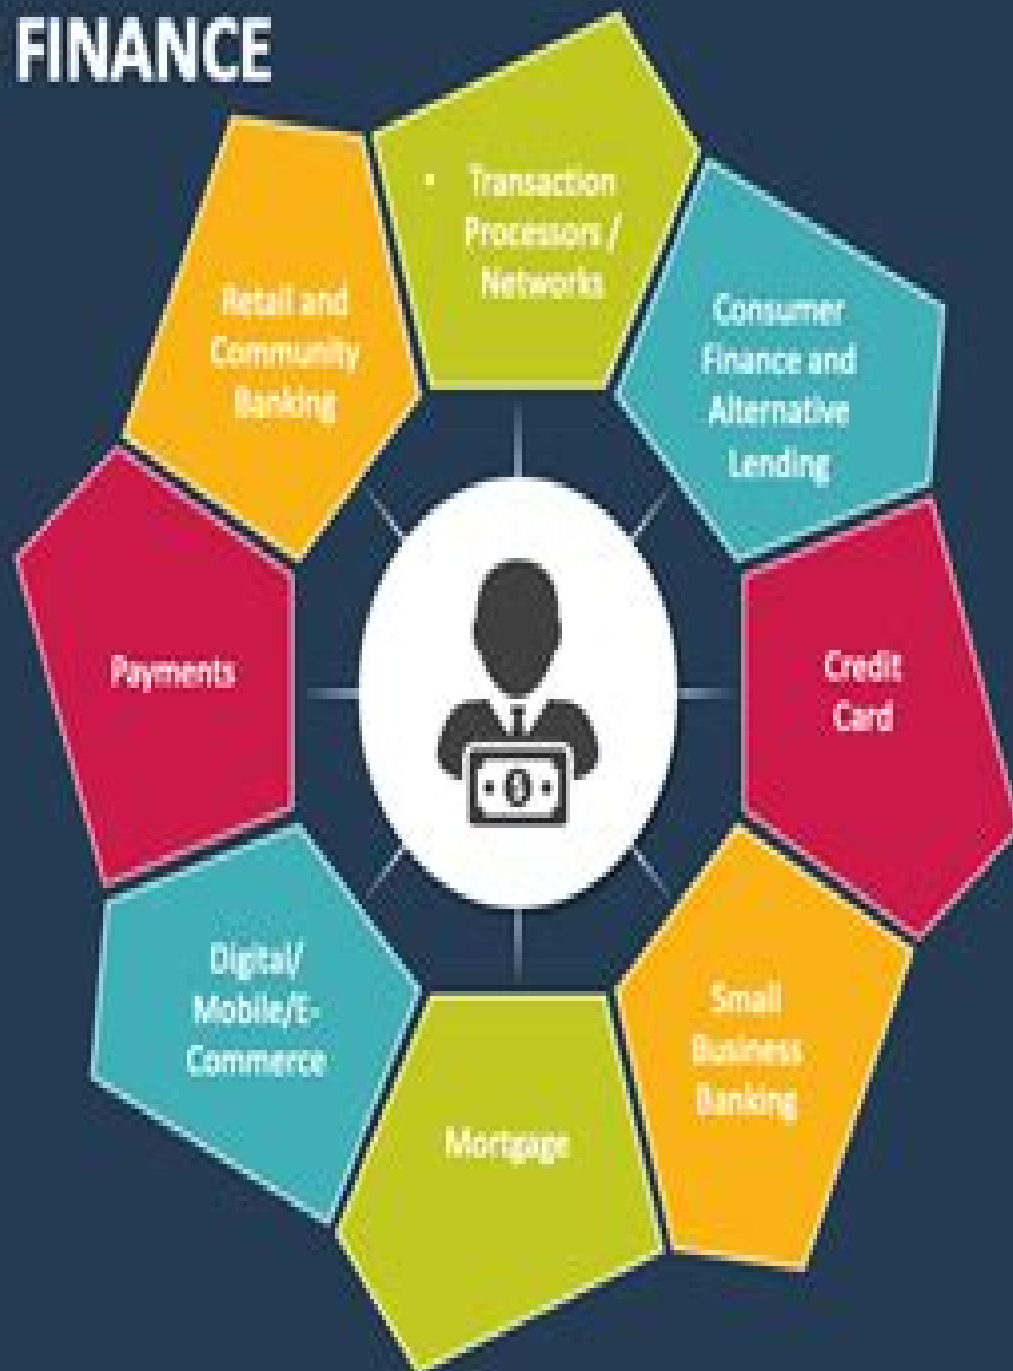 FINANCE
• Transaction
Processors /
Networks
Consumer
Finance and
Alternative
Lending
Credit
Card
Small
Business
Banking
Mortgage
Digital/
Mobile/E-
Commerce
Payments
Retail and
Community
Banking